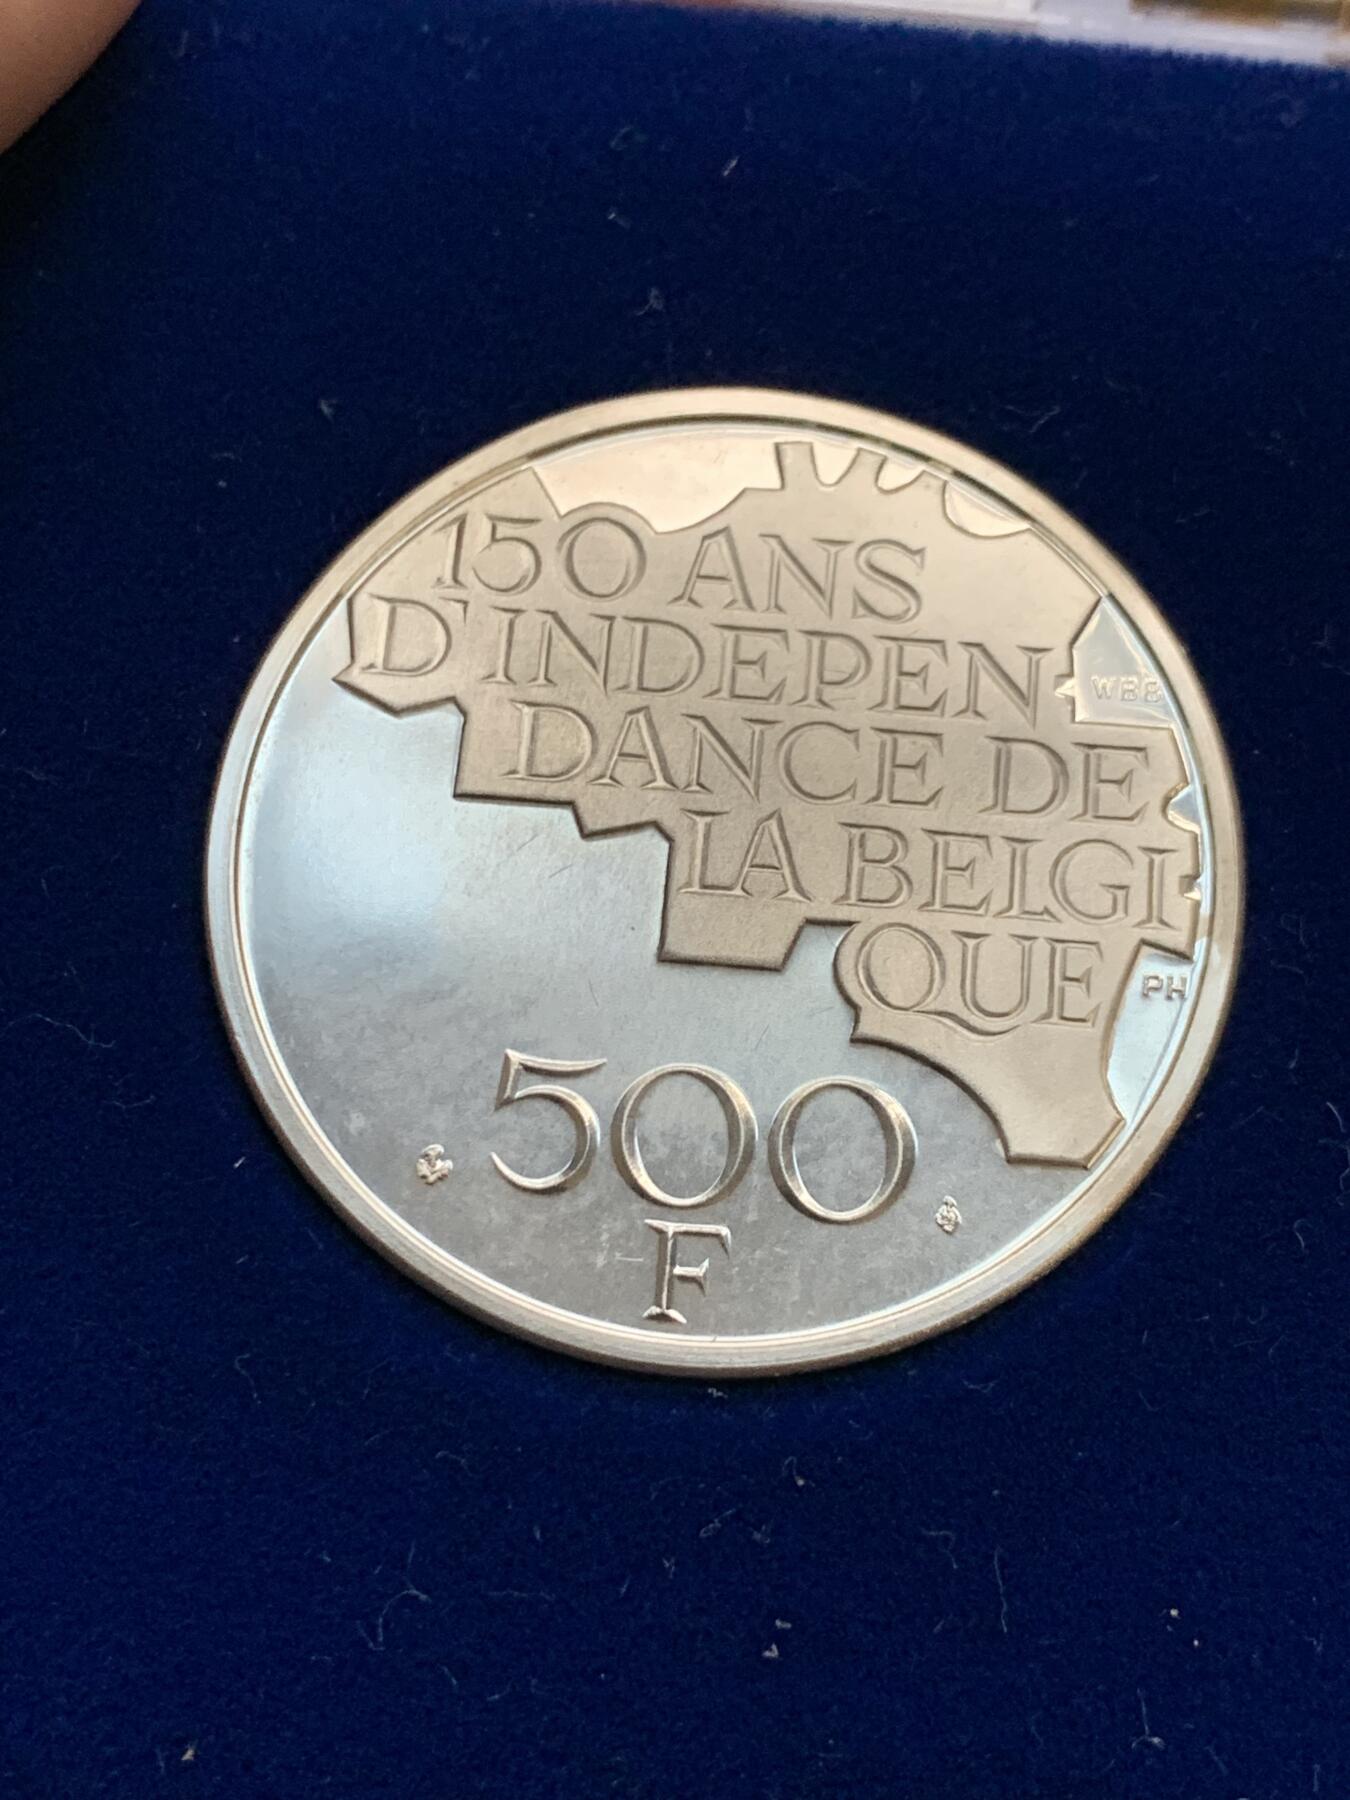 150 ANS
D'INDEPEN
WBB
DANCE DE
LA BELGI
QUE
PH
500
F